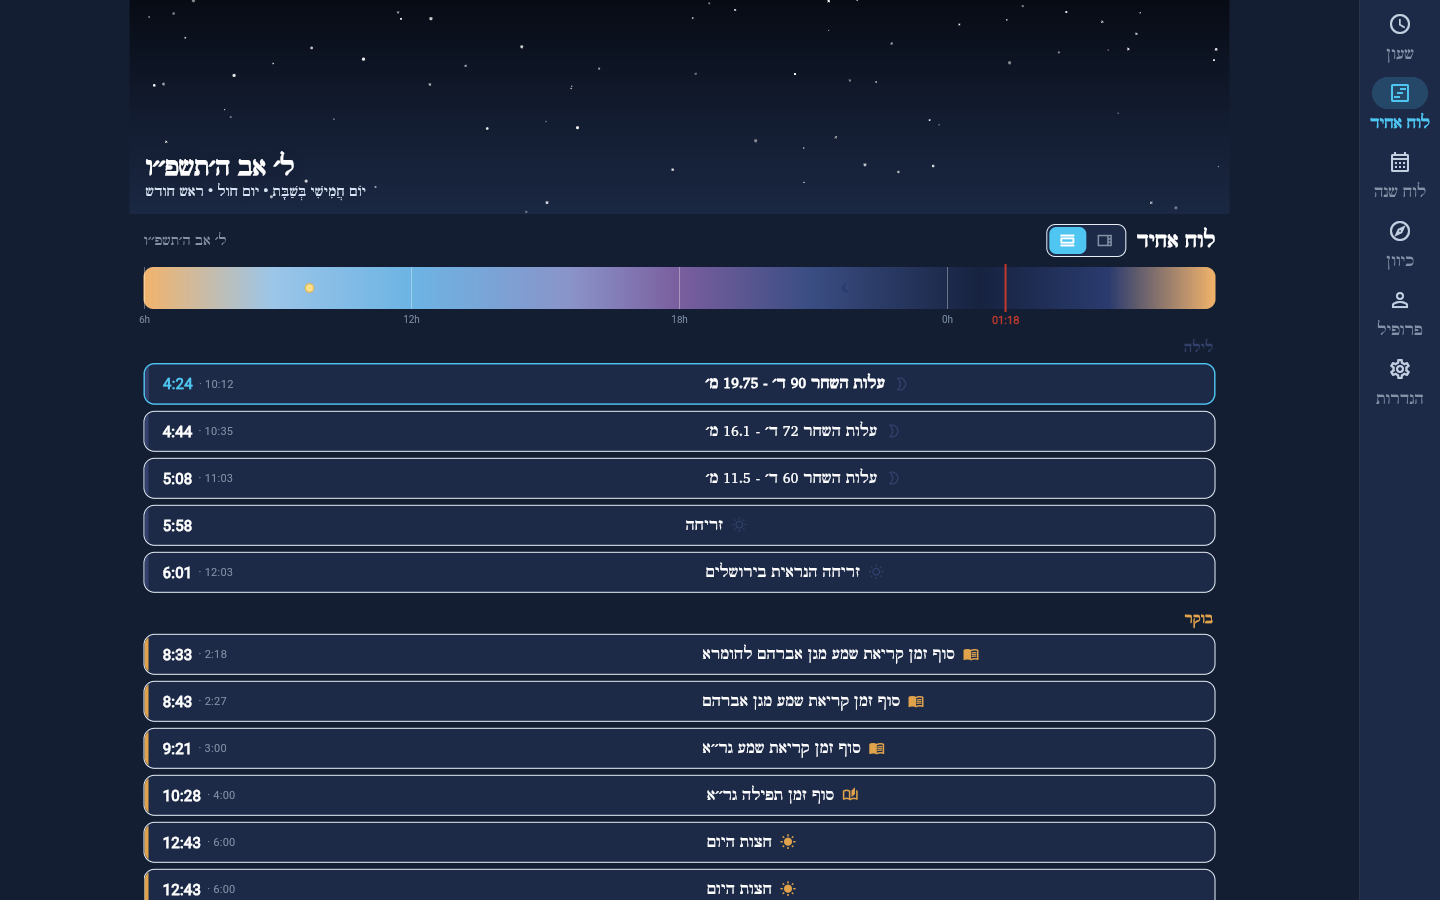 שעון
לוח אחיד
לוח שנה
כיוון
פרופיל
הגדרות
ל׳ אב ה׳תשפ״ו
יוֹם חֲמִישִׁי בְּשַׁבָּת • יום חול • ראש חודש
לוח אחיד
ל׳ אב ה׳תשפ״ו
6h 12h 18h 0h 01:18
לילה
עלות השחר 90 ד׳ - 19.75 מ׳ 4:24 · 10:12
עלות השחר 72 ד׳ - 16.1 מ׳ 4:44 · 10:35
עלות השחר 60 ד׳ - 11.5 מ׳ 5:08 · 11:03
זריחה 5:58
זריחה הנראית בירושלים 6:01 · 12:03
בוקר
סוף זמן קריאת שמע מגן אברהם לחומרא 8:33 · 2:18
סוף זמן קריאת שמע מגן אברהם 8:43 · 2:27
סוף זמן קריאת שמע גר״א 9:21 · 3:00
סוף זמן תפילה גר״א 10:28 · 4:00
חצות היום 12:43 · 6:00
חצות היום 12:43 · 6:00